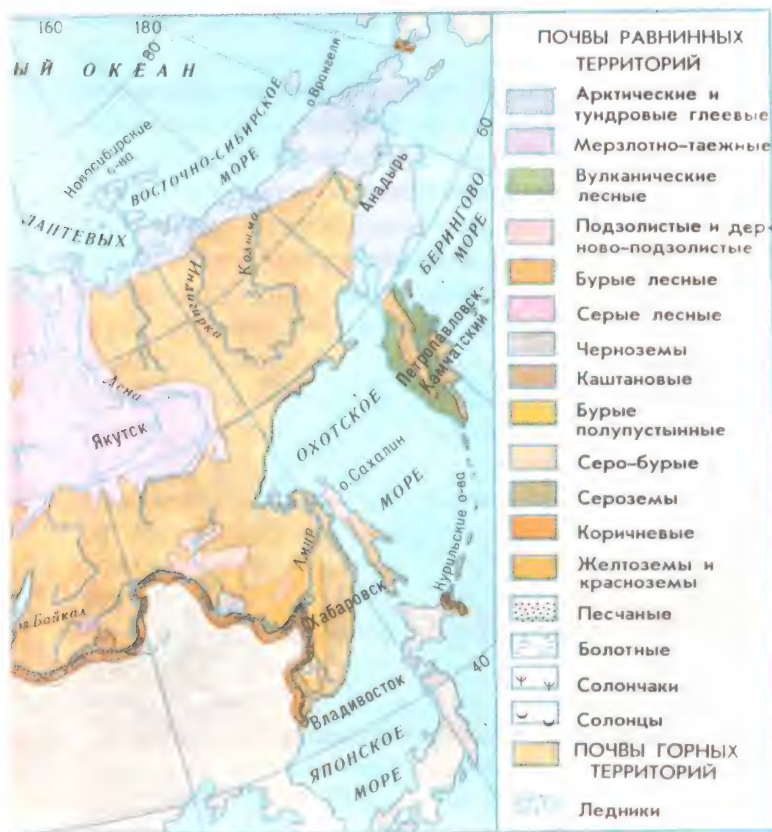 160
180
80
ЫЙ ОКЕАН
о.Врангеля
Новосибирские
о-ва
ВОСТОЧНО-СИБИРСКОЕ
МОРЕ
ЛАПТЕВЫХ
60
Анадырь
БЕРИНГОВО
МОРЕ
Колыма
Индигирка
Петропавловск-
Камчатский
Лена
Якутск
ОХОТСКОЕ
МОРЕ
о.Сахалин
Курильские о-ва
Амур
Байкал
Хабаровск
40
Владивосток
ЯПОНСКОЕ
МОРЕ
ПОЧВЫ РАВНИННЫХ
ТЕРРИТОРИЙ
Арктические и
тундровые глеевые
Мерзлотно-таежные
Вулканические
лесные
Подзолистые и дер-
ново-подзолистые
Бурые лесные
Серые лесные
Черноземы
Каштановые
Бурые
полупустынные
Серо-бурые
Сероземы
Коричневые
Желтоземы и
красноземы
Песчаные
Болотные
Солончаки
Солонцы
ПОЧВЫ ГОРНЫХ
ТЕРРИТОРИЙ
Ледники